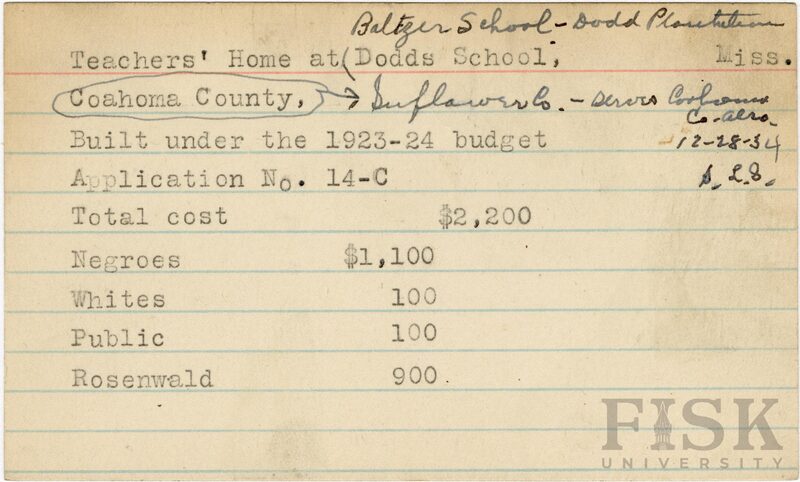 Baltzer School - Dodd Plantation
Teachers' Home at (Dodds School, Miss.
Coahoma County, → Sunflower Co. - serves Coahoma
Co. also.
Built under the 1923-24 budget 12-28-34
Application No. 14-C S. L. S.
Total cost $2,200
Negroes $1,100
Whites 100
Public 100
Rosenwald 900
FISK
UNIVERSITY